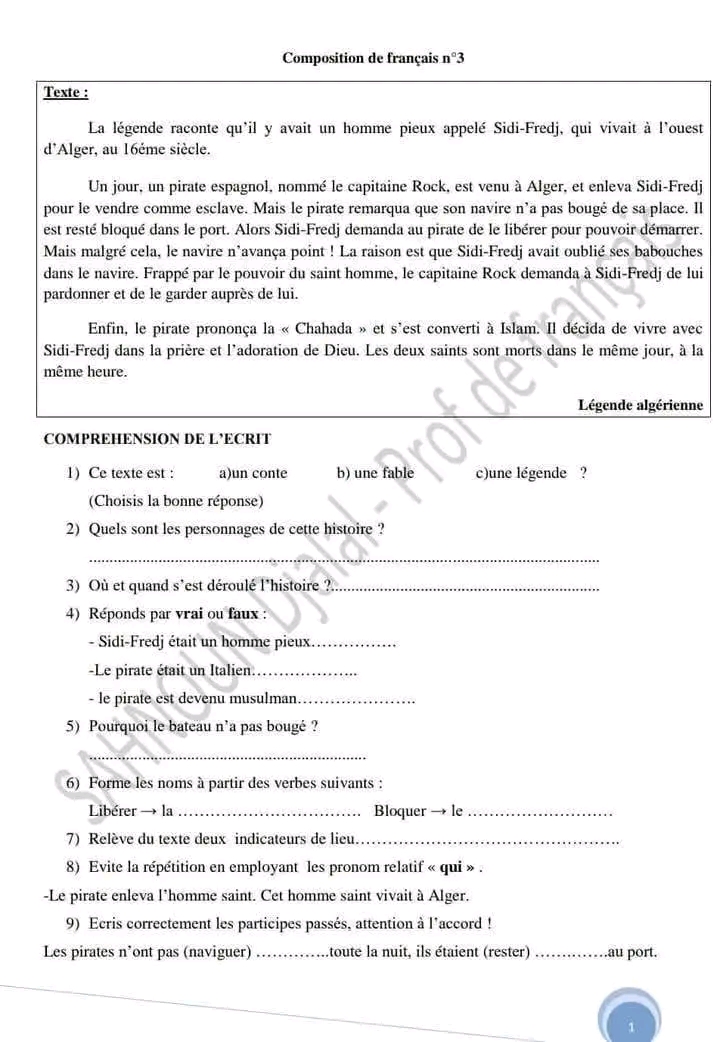 Composition de français n°3
Texte :
La légende raconte qu’il y avait un homme pieux appelé Sidi-Fredj, qui vivait à l’ouest
d’Alger, au 16éme siècle.
Un jour, un pirate espagnol, nommé le capitaine Rock, est venu à Alger, et enleva Sidi-Fredj
pour le vendre comme esclave. Mais le pirate remarqua que son navire n’a pas bougé de sa place. Il
est resté bloqué dans le port. Alors Sidi-Fredj demanda au pirate de le libérer pour pouvoir démarrer.
Mais malgré cela, le navire n’avança point ! La raison est que Sidi-Fredj avait oublié ses babouches
dans le navire. Frappé par le pouvoir du saint homme, le capitaine Rock demanda à Sidi-Fredj de lui
pardonner et de le garder auprès de lui.
Enfin, le pirate prononça la « Chahada » et s’est converti à Islam. Il décida de vivre avec
Sidi-Fredj dans la prière et l’adoration de Dieu. Les deux saints sont morts dans le même jour, à la
même heure.
Légende algérienne
COMPREHENSION DE L’ECRIT
1) Ce texte est : a)un conte b) une fable c)une légende ?
(Choisis la bonne réponse)
2) Quels sont les personnages de cette histoire ?
................................................................................
3) Où et quand s’est déroulé l’histoire ?................................................
4) Réponds par vrai ou faux :
- Sidi-Fredj était un homme pieux……………
-Le pirate était un Italien………………..
- le pirate est devenu musulman………………….
5) Pourquoi le bateau n’a pas bougé ?
................................................................
6) Forme les noms à partir des verbes suivants :
Libérer → la ……………………………. Bloquer → le ………………………
7) Relève du texte deux indicateurs de lieu…………………………………………..
8) Evite la répétition en employant les pronom relatif « qui » .
-Le pirate enleva l’homme saint. Cet homme saint vivait à Alger.
9) Ecris correctement les participes passés, attention à l’accord !
Les pirates n’ont pas (naviguer) …………..toute la nuit, ils étaient (rester) …………..au port.
SAHNOUN Djalal - Prof de français
1